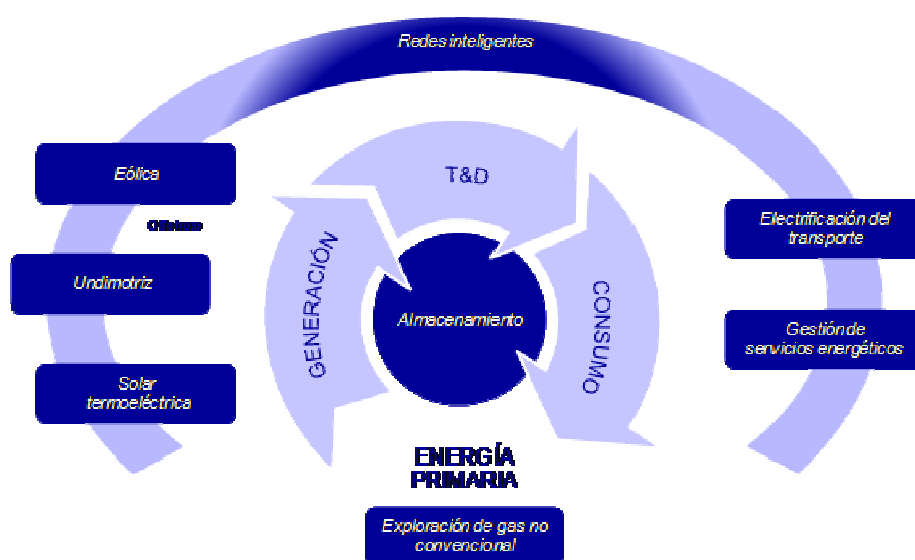 Redes inteligentes
Eólica
T&D
Undimotriz
GENERACIÓN
Almacenamiento
CONSUMO
Electrificación del
transporte
Gestión de
servicios energéticos
Solar
termoeléctrica
ENERGÍA
PRIMARIA
Exploración de gas no
convencional